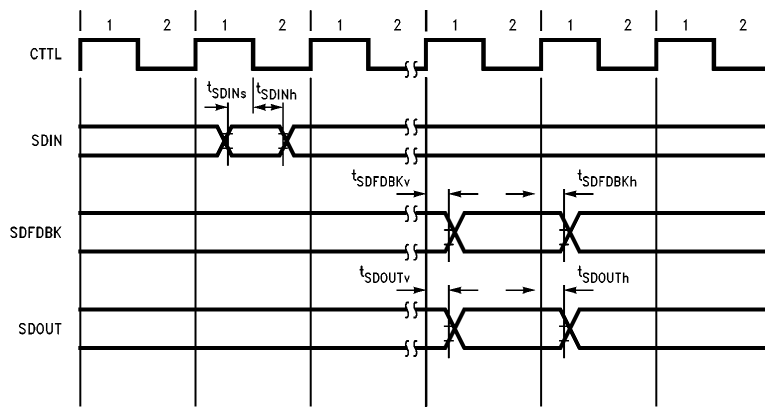 1 2 1 2 1 2 1 2 1 2 1 2
CTTL
tSDINs tSDINh
SDIN
tSDFDBKv tSDFDBKh
SDFDBK
tSDOUTv tSDOUTh
SDOUT